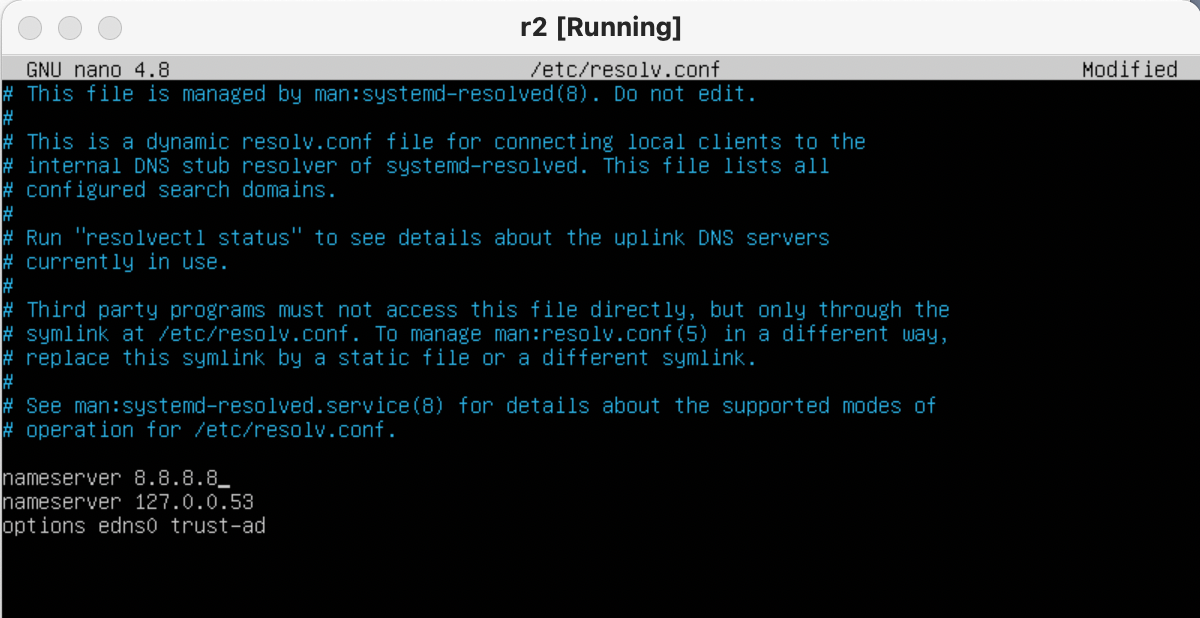 r2 [Running]
GNU nano 4.8 /etc/resolv.conf Modified
# This file is managed by man:systemd-resolved(8). Do not edit.
#
# This is a dynamic resolv.conf file for connecting local clients to the
# internal DNS stub resolver of systemd-resolved. This file lists all
# configured search domains.
#
# Run "resolvectl status" to see details about the uplink DNS servers
# currently in use.
#
# Third party programs must not access this file directly, but only through the
# symlink at /etc/resolv.conf. To manage man:resolv.conf(5) in a different way,
# replace this symlink by a static file or a different symlink.
#
# See man:systemd-resolved.service(8) for details about the supported modes of
# operation for /etc/resolv.conf.
nameserver 8.8.8.8_
nameserver 127.0.0.53
options edns0 trust-ad